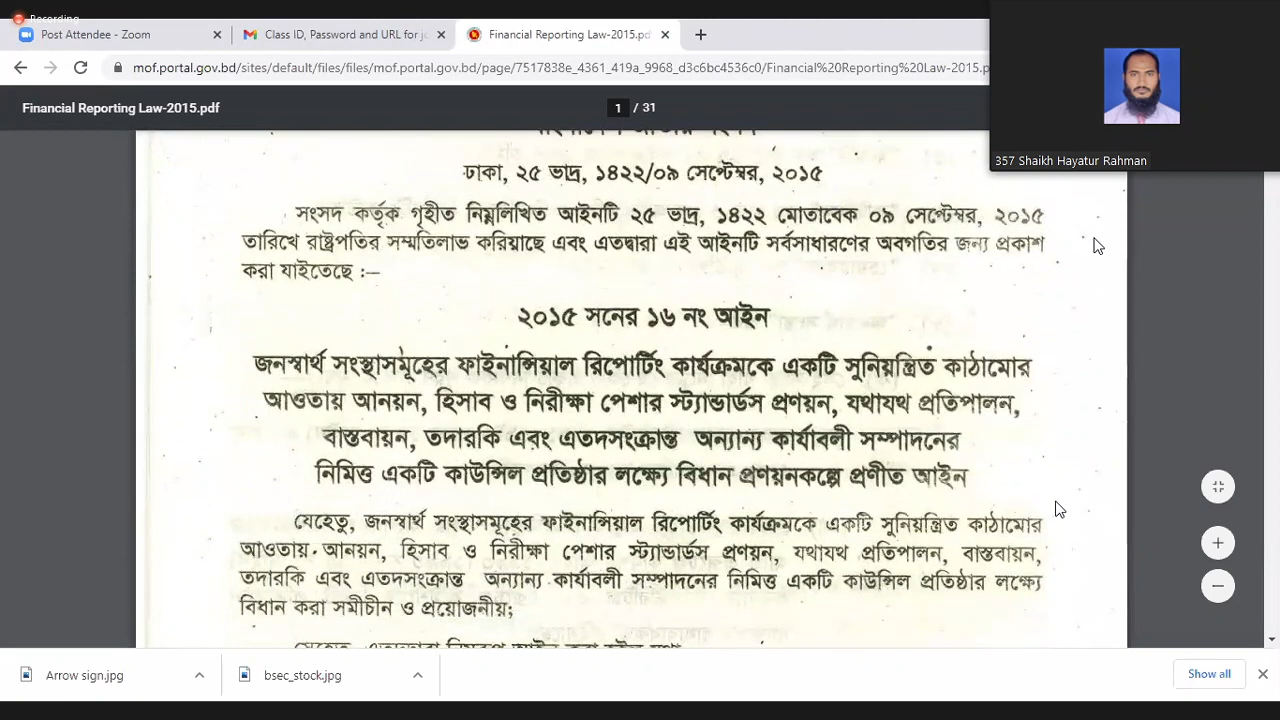 Recording
Post Attendee - Zoom
Class ID, Password and URL for jo
Financial Reporting Law-2015.pd
mof.portal.gov.bd/sites/default/files/files/mof.portal.gov.bd/page/7517838e_4361_419a_9968_d3c6bc4536c0/Financial%20Reporting%20Law-2015.p
357 Shaikh Hayatur Rahman
Financial Reporting Law-2015.pdf
1 / 31
ঢাকা, ২৫ ভাদ্র, ১৪২২/০৯ সেপ্টেম্বর, ২০১৫
সংসদ কর্তৃক গৃহীত নিম্নলিখিত আইনটি ২৫ ভাদ্র, ১৪২২ মোতাবেক ০৯ সেপ্টেম্বর, ২০১৫
তারিখে রাষ্ট্রপতির সম্মতিলাভ করিয়াছে এবং এতদ্বারা এই আইনটি সর্বসাধারণের অবগতির জন্য প্রকাশ
করা যাইতেছে :—
২০১৫ সনের ১৬ নং আইন
জনস্বার্থ সংস্থাসমূহের ফাইনান্সিয়াল রিপোর্টিং কার্যক্রমকে একটি সুনিয়ন্ত্রিত কাঠামোর
আওতায় আনয়ন, হিসাব ও নিরীক্ষা পেশার স্ট্যান্ডার্ডস প্রণয়ন, যথাযথ প্রতিপালন,
বাস্তবায়ন, তদারকি এবং এতদসংক্রান্ত অন্যান্য কার্যাবলী সম্পাদনের
নিমিত্ত একটি কাউন্সিল প্রতিষ্ঠার লক্ষ্যে বিধান প্রণয়নকল্পে প্রণীত আইন
যেহেতু, জনস্বার্থ সংস্থাসমূহের ফাইনান্সিয়াল রিপোর্টিং কার্যক্রমকে একটি সুনিয়ন্ত্রিত কাঠামোর
আওতায় আনয়ন, হিসাব ও নিরীক্ষা পেশার স্ট্যান্ডার্ডস প্রণয়ন, যথাযথ প্রতিপালন, বাস্তবায়ন,
তদারকি এবং এতদসংক্রান্ত অন্যান্য কার্যাবলী সম্পাদনের নিমিত্ত একটি কাউন্সিল প্রতিষ্ঠার লক্ষ্যে
বিধান করা সমীচীন ও প্রয়োজনীয়;
Arrow sign.jpg
bsec_stock.jpg
Show all